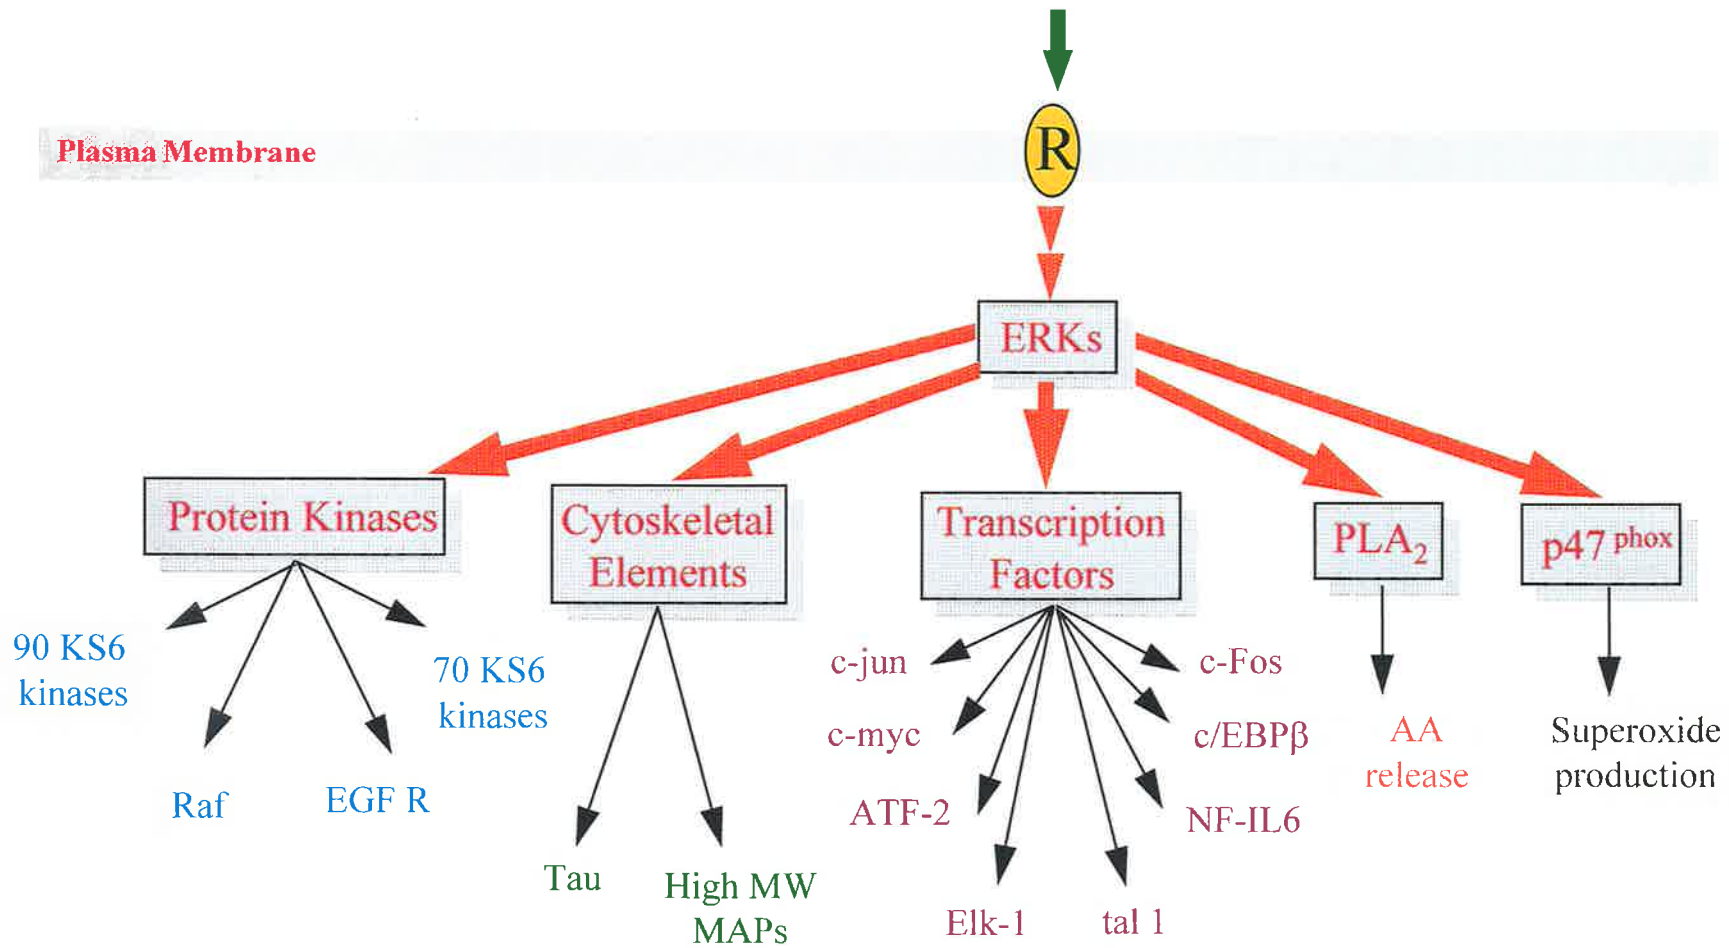 Plasma Membrane
R
ERKs
Protein Kinases
Cytoskeletal
Elements
Transcription
Factors
PLA₂
p47 phox
90 KS6
kinases
Raf
EGF R
70 KS6
kinases
Tau
High MW
MAPs
c-jun
c-myc
ATF-2
Elk-1
tal 1
NF-IL6
c/EBPβ
c-Fos
AA
release
Superoxide
production